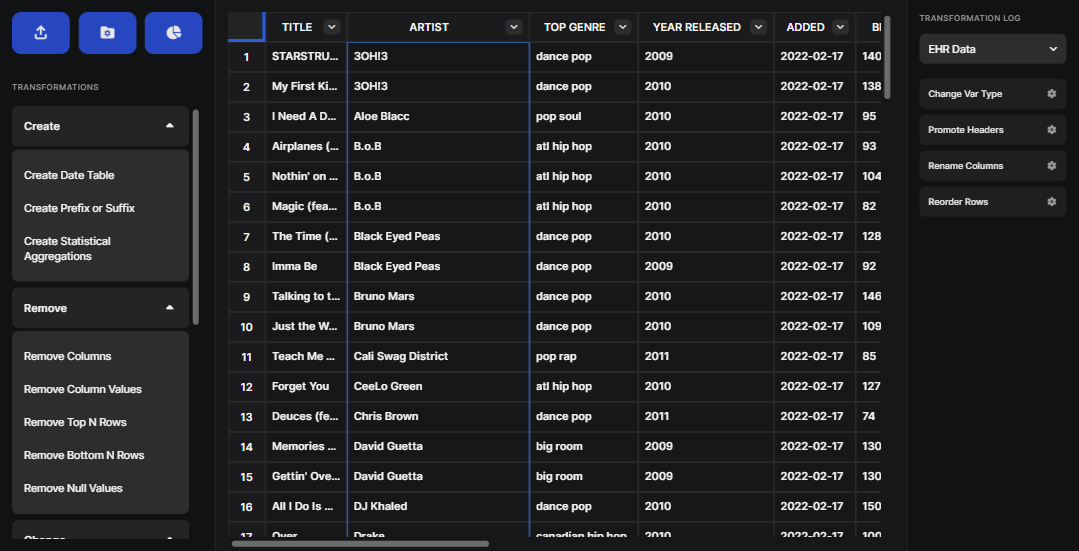 TRANSFORMATIONS
Create
Create Date Table
Create Prefix or Suffix
Create Statistical
Aggregations
Remove
Remove Columns
Remove Column Values
Remove Top N Rows
Remove Bottom N Rows
Remove Null Values
Change
TITLE ARTIST TOP GENRE YEAR RELEASED ADDED
1 STARSTRU... 3OH!3 dance pop 2009 2022-02-17 140
2 My First Ki... 3OH!3 dance pop 2010 2022-02-17 138
3 I Need A D... Aloe Blacc pop soul 2010 2022-02-17 95
4 Airplanes (... B.o.B atl hip hop 2010 2022-02-17 93
5 Nothin' on ... B.o.B atl hip hop 2010 2022-02-17 104
6 Magic (fea... B.o.B atl hip hop 2010 2022-02-17 82
7 The Time (... Black Eyed Peas dance pop 2010 2022-02-17 128
8 Imma Be Black Eyed Peas dance pop 2009 2022-02-17 92
9 Talking to t... Bruno Mars dance pop 2010 2022-02-17 146
10 Just the W... Bruno Mars dance pop 2010 2022-02-17 109
11 Teach Me ... Cali Swag District pop rap 2011 2022-02-17 85
12 Forget You CeeLo Green atl hip hop 2010 2022-02-17 127
13 Deuces (fe... Chris Brown dance pop 2011 2022-02-17 74
14 Memories ... David Guetta big room 2009 2022-02-17 130
15 Gettin' Ove... David Guetta big room 2009 2022-02-17 130
16 All I Do Is ... DJ Khaled dance pop 2010 2022-02-17 150
17 Over Drake canadian hip hop 2010 2022-02-17 100
TRANSFORMATION LOG
EHR Data
Change Var Type
Promote Headers
Rename Columns
Reorder Rows